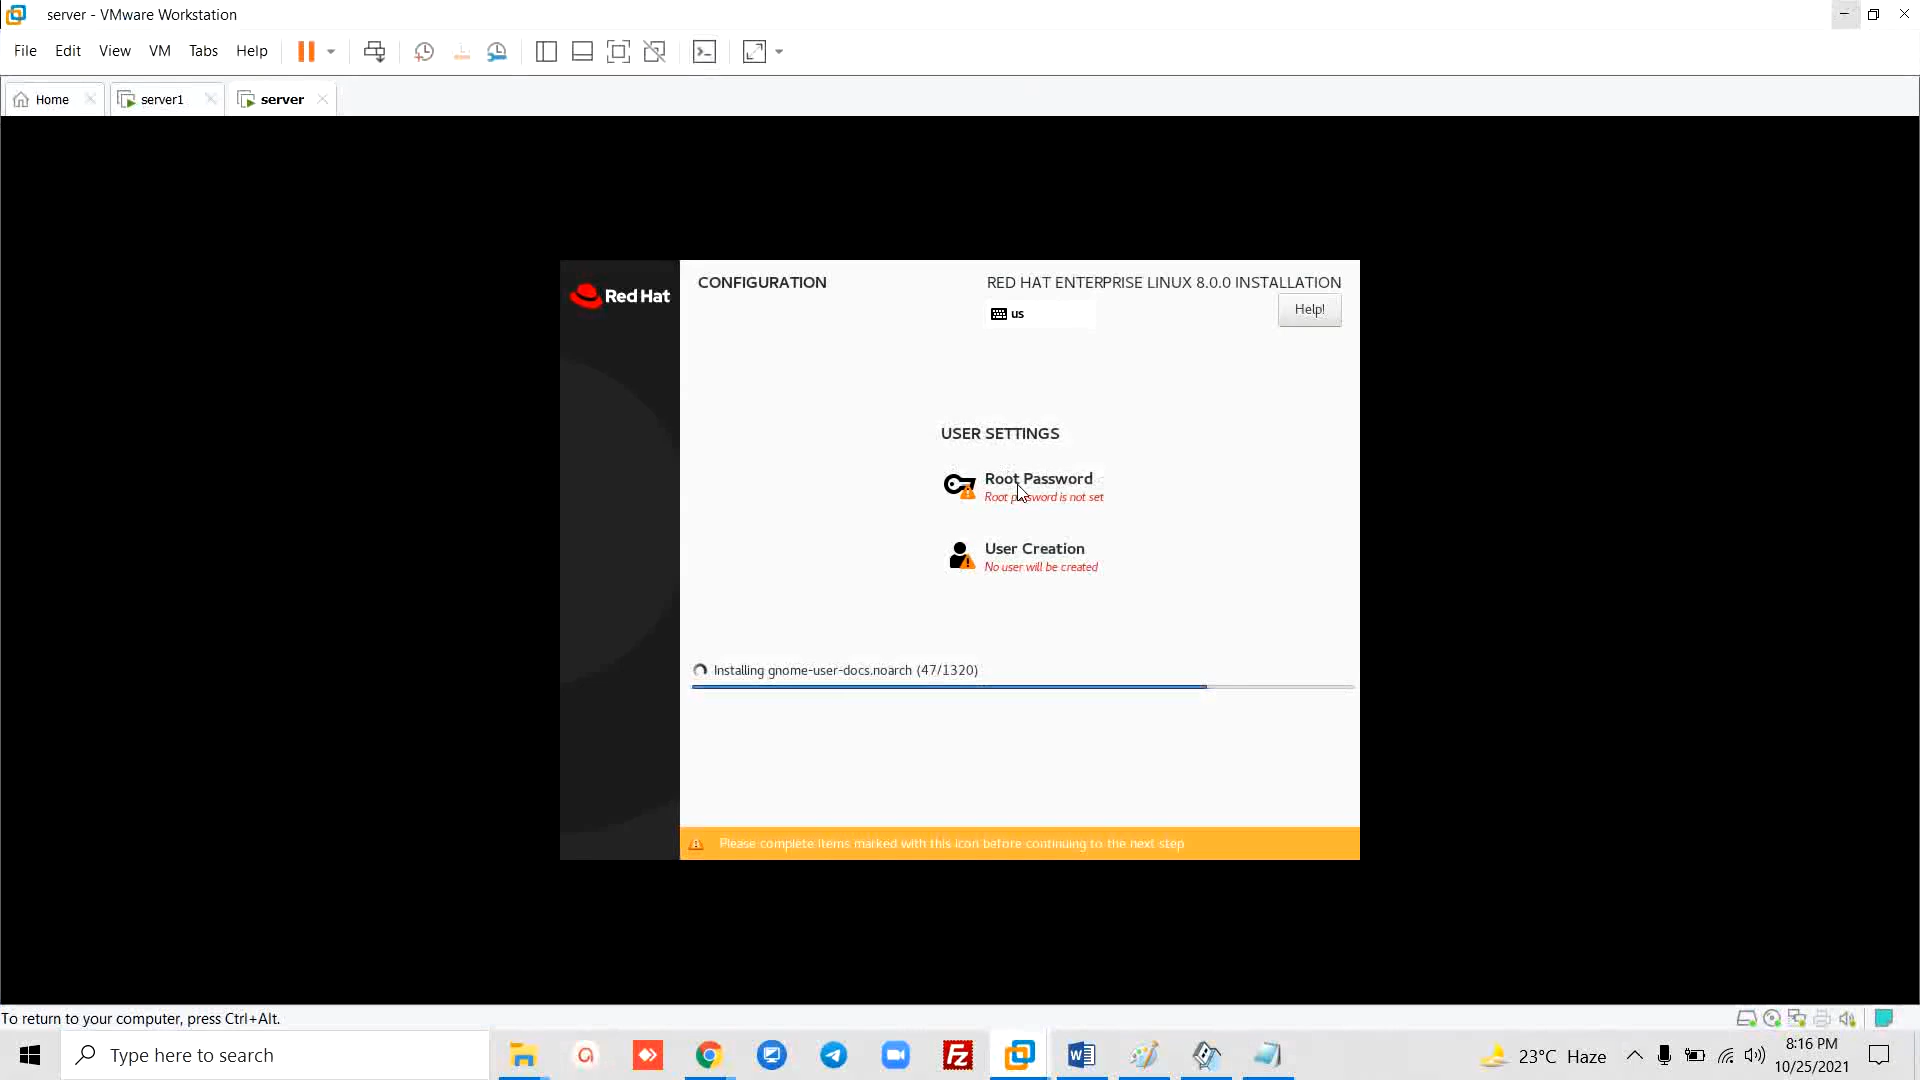 server - VMware Workstation
File Edit View VM Tabs Help
Home server1 server
Red Hat
CONFIGURATION
RED HAT ENTERPRISE LINUX 8.0.0 INSTALLATION
us
Help!
USER SETTINGS
Root Password
Root password is not set
User Creation
No user will be created
Installing gnome-user-docs.noarch (47/1320)
Please complete items marked with this icon before continuing to the next step
To return to your computer, press Ctrl+Alt.
Type here to search
23°C Haze
8:16 PM
10/25/2021